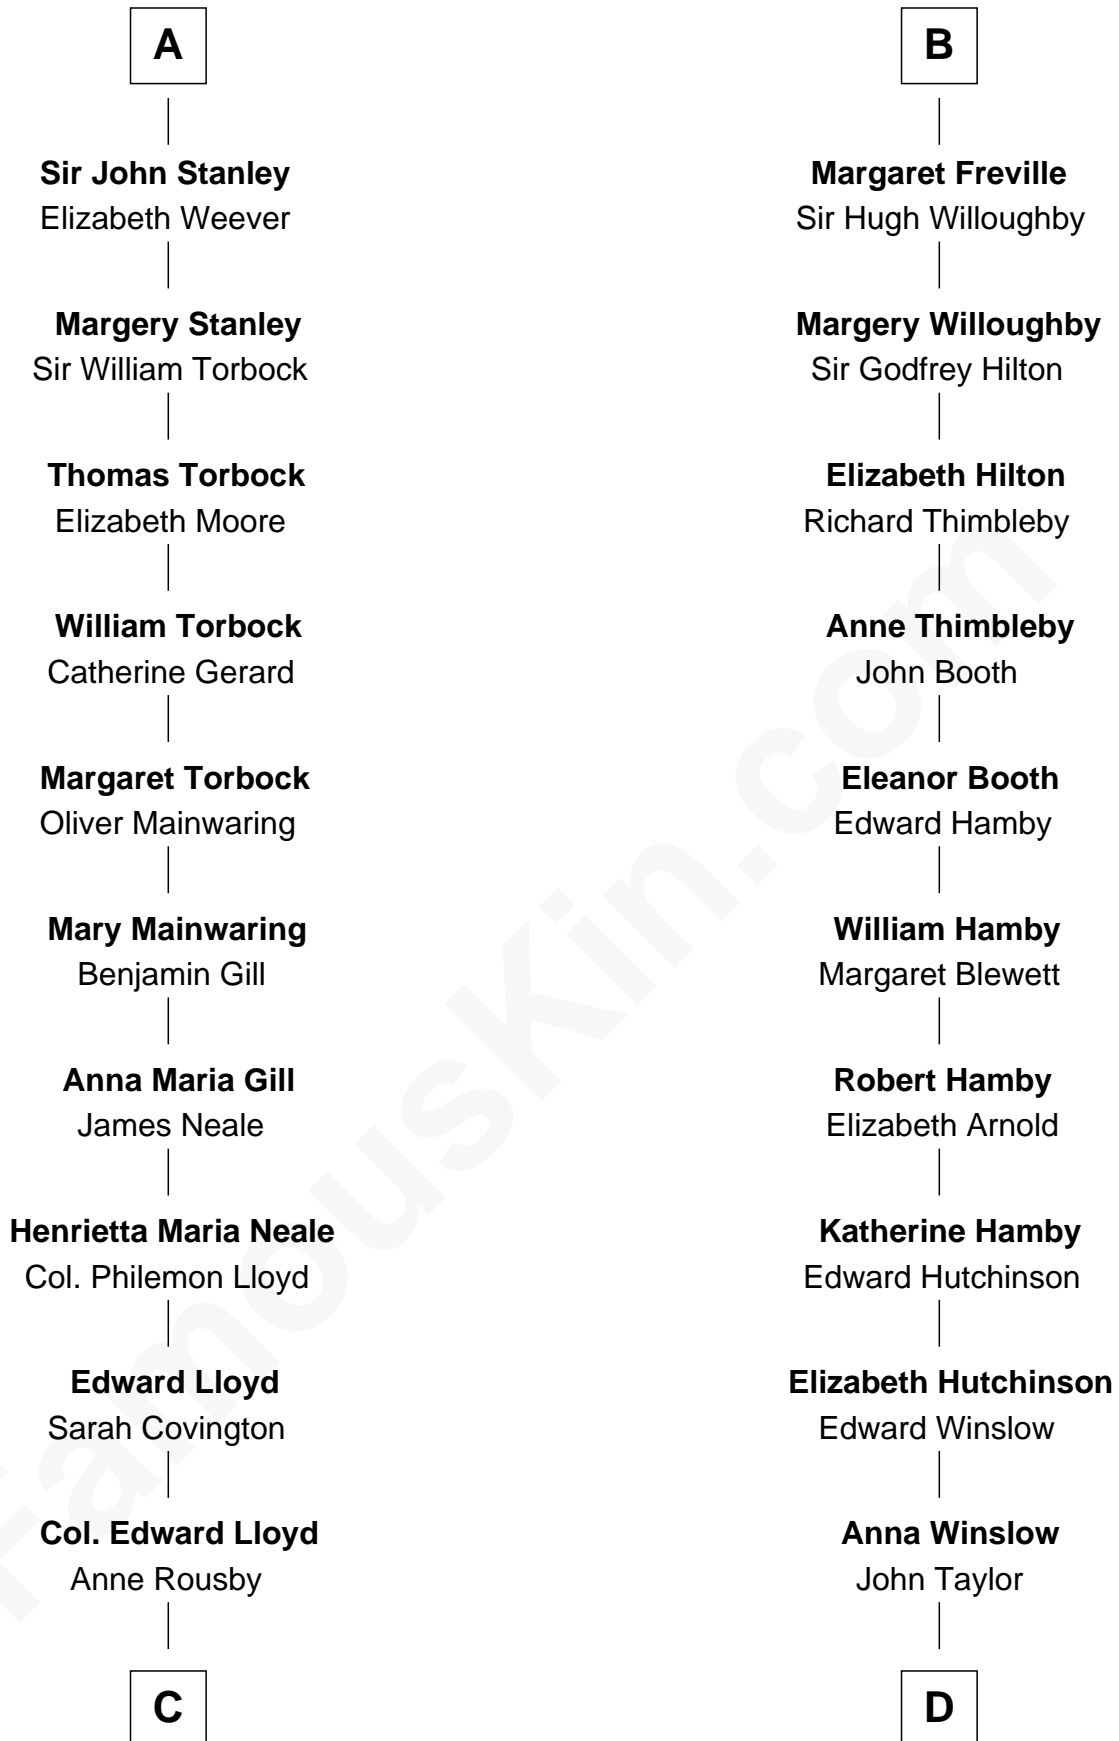 A
Sir John Stanley
Elizabeth Weever
Margery Stanley
Sir William Torbock
Thomas Torbock
Elizabeth Moore
William Torbock
Catherine Gerard
Margaret Torbock
Oliver Mainwaring
Mary Mainwaring
Benjamin Gill
Anna Maria Gill
James Neale
Henrietta Maria Neale
Col. Philemon Lloyd
Edward Lloyd
Sarah Covington
Col. Edward Lloyd
Anne Rousby
C
B
Margaret Freville
Sir Hugh Willoughby
Margery Willoughby
Sir Godfrey Hilton
Elizabeth Hilton
Richard Thimbleby
Anne Thimbleby
John Booth
Eleanor Booth
Edward Hamby
William Hamby
Margaret Blewett
Robert Hamby
Elizabeth Arnold
Katherine Hamby
Edward Hutchinson
Elizabeth Hutchinson
Edward Winslow
Anna Winslow
John Taylor
D
FamousKin.com